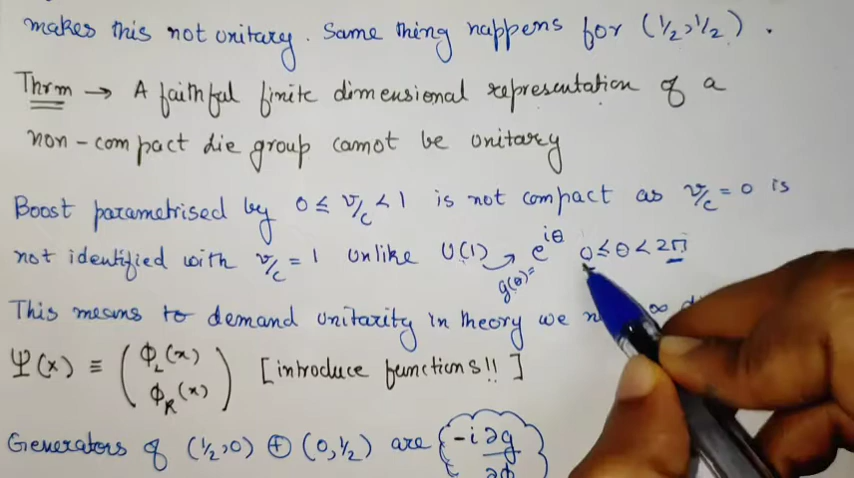 makes this not unitary. Same thing happens for (1/2,1/2).
Thrm → A faithful finite dimensional representation of a
non-compact lie group cannot be unitary
Boost parametrised by 0 ≤ v/c < 1 is not compact as v/c = 0 is
not identified with v/c = 1 unlike U(1) → e^{iθ} 0 ≤ θ < 2π
g(θ)=
This means to demand unitarity in theory we ∞
Ψ(x) ≡ ( φ_L(x) φ_R(x) ) [introduce functions!!]
Generators of (1/2,0) ⊕ (0,1/2) are { -i ∂g/∂φ